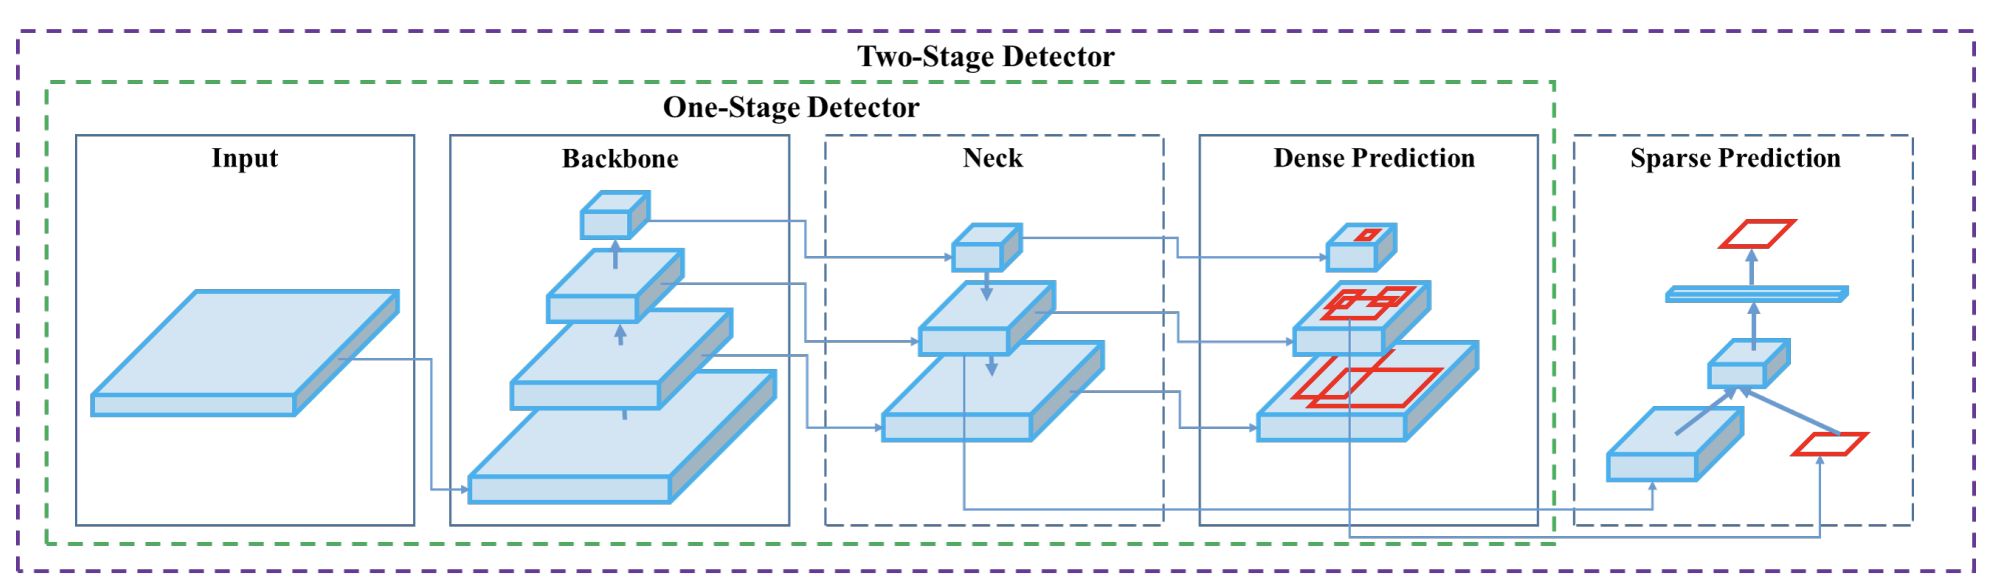 Two-Stage Detector
One-Stage Detector
Input
Backbone
Neck
Dense Prediction
Sparse Prediction